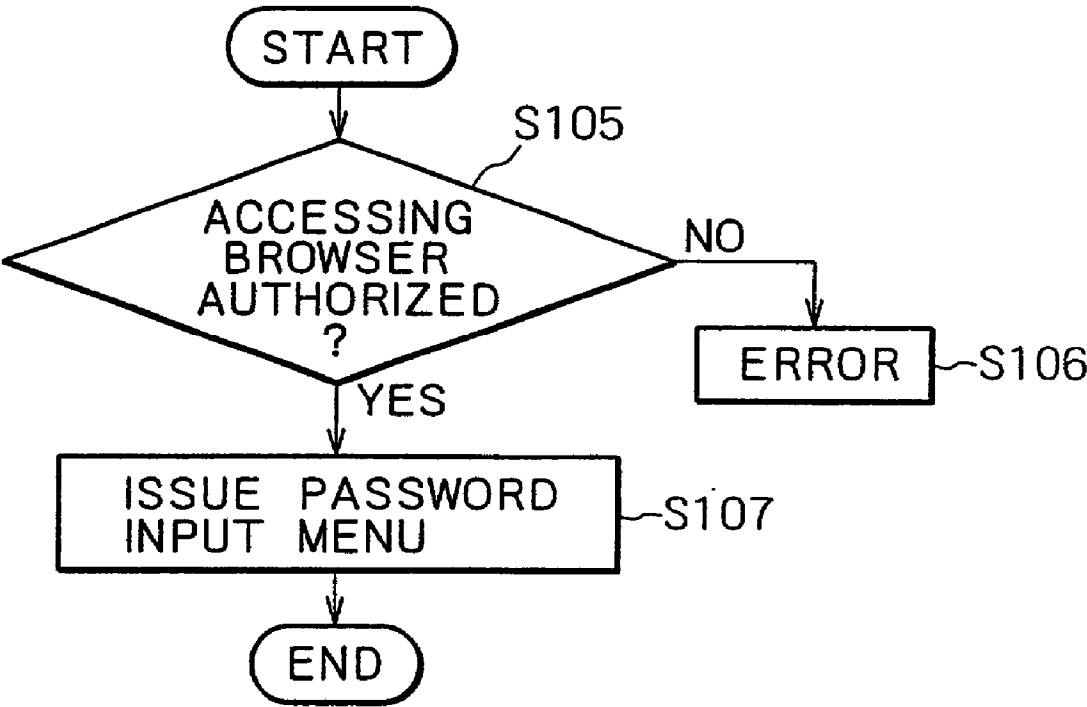 START
S105
ACCESSING
BROWSER
AUTHORIZED
?
NO
ERROR
S106
YES
ISSUE PASSWORD
INPUT MENU
S107
END